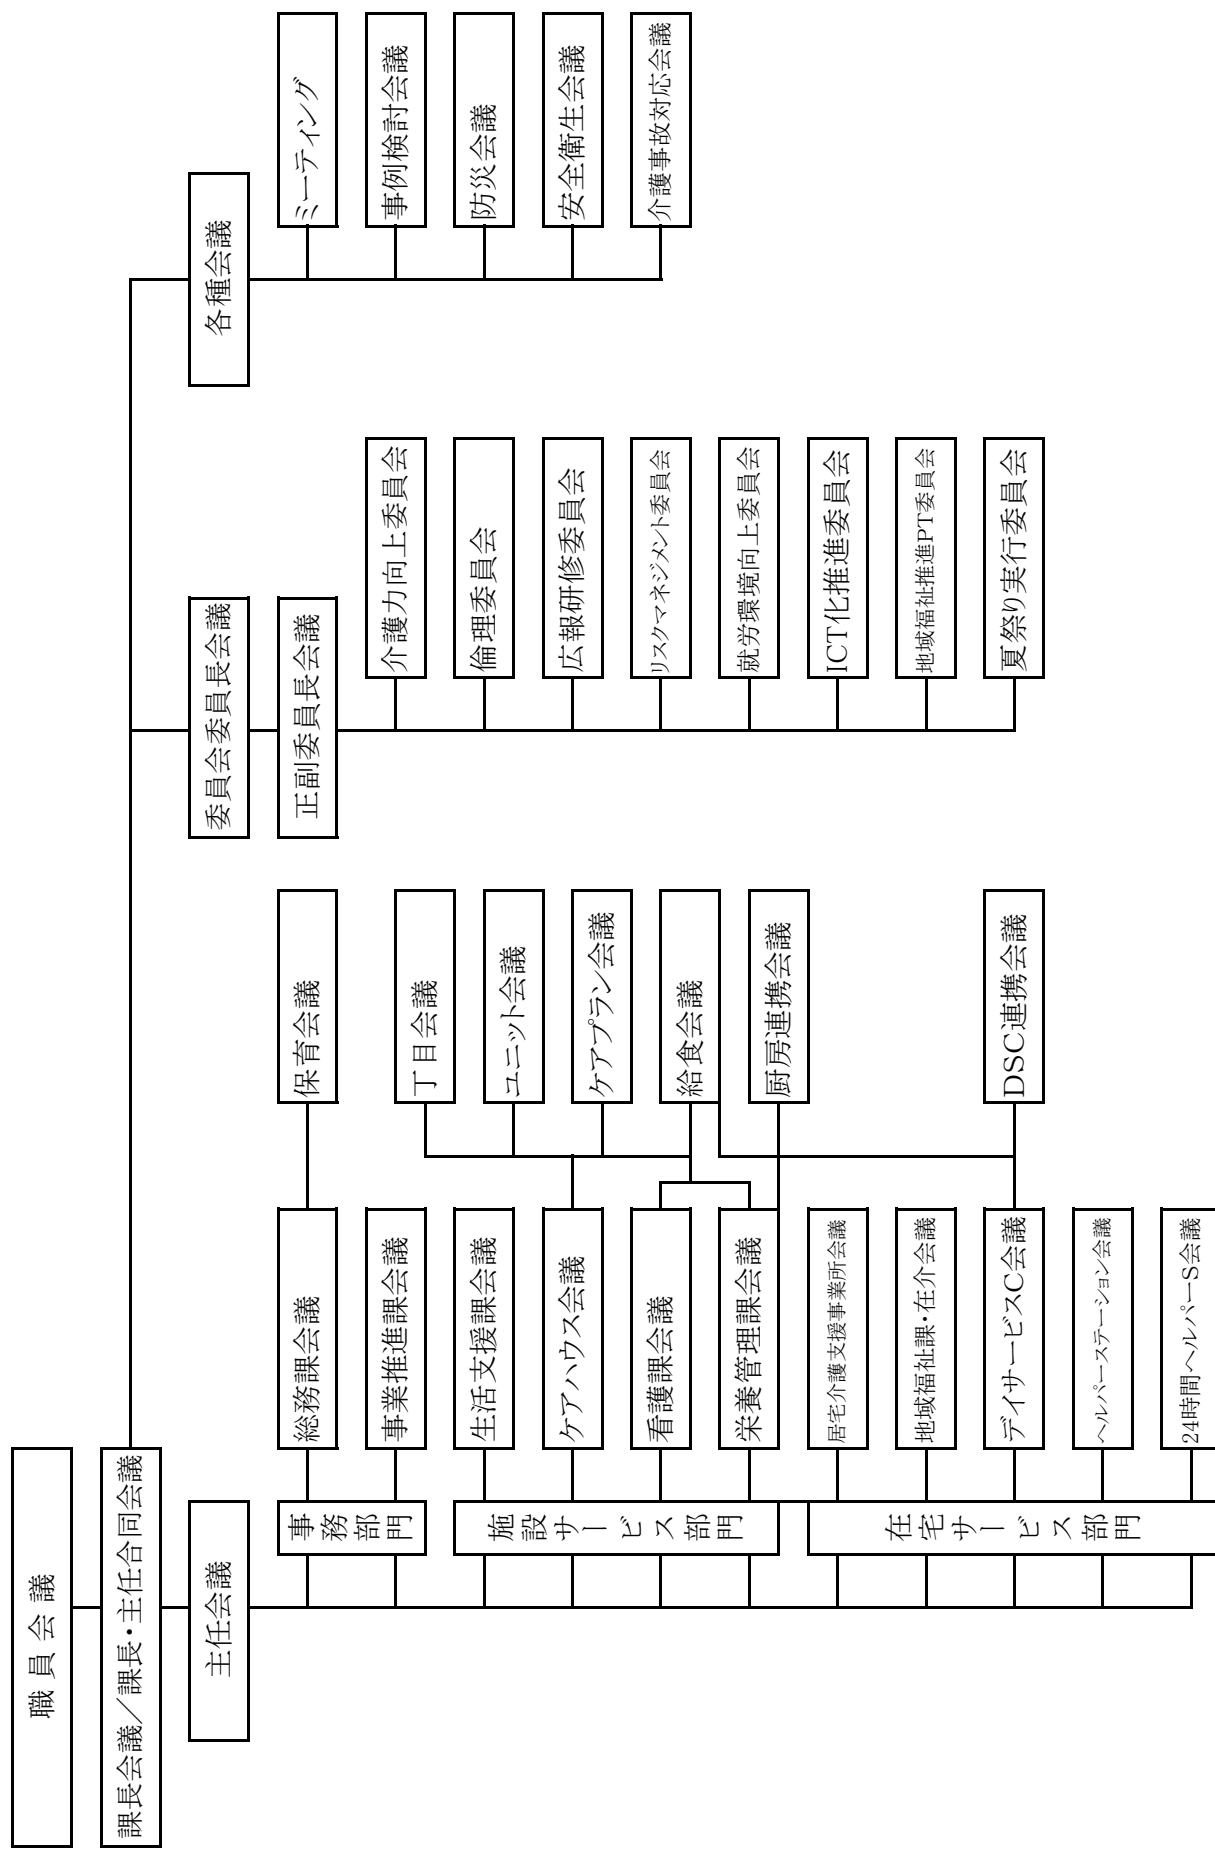 職員会議
課長会議／課長・主任合同会議
主任会議
事務部門
総務課会議
保育会議
事業推進課会議
施設サービス部門
生活支援課会議
ケアハウス会議
看護課会議
栄養管理課会議
丁目会議
ユニット会議
ケアプラン会議
給食会議
厨房連携会議
在宅サービス部門
居宅介護支援事業所会議
地域福祉課・在介会議
デイサービスC会議
ヘルパーステーション会議
24時間ヘルパーS会議
DSC連携会議
委員会委員長会議
正副委員長会議
介護力向上委員会
倫理委員会
広報研修委員会
リスクマネジメント委員会
就労環境向上委員会
ICT化推進委員会
地域福祉推進PT委員会
夏祭り実行委員会
各種会議
ミーティング
事例検討会議
防災会議
安全衛生会議
介護事故対応会議